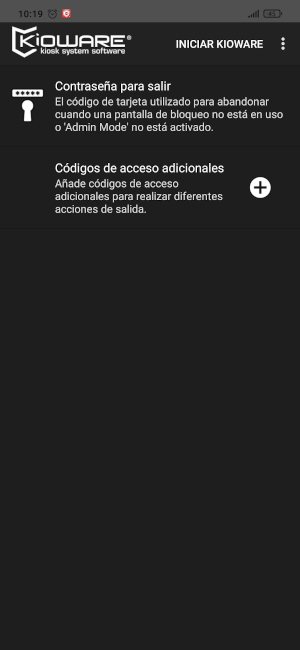 10:19
KIOWARE®
kiosk system software
INICIAR KIOWARE
Contraseña para salir
El código de tarjeta utilizado para abandonar
cuando una pantalla de bloqueo no está en uso
o 'Admin Mode' no está activado.
Códigos de acceso adicionales
Añade códigos de acceso
adicionales para realizar diferentes
acciones de salida.